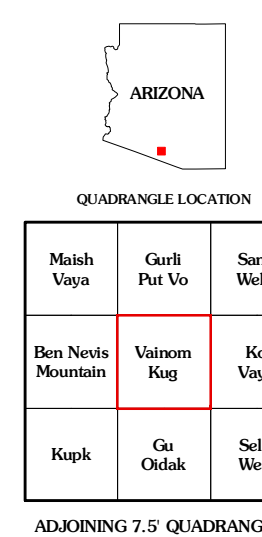 ARIZONA
QUADRANGLE LOCATION
Maish
Vaya
Gurli
Put Vo
Ben Nevis
Mountain
Vainom
Kug
Kupk
Gu
Oidak
ADJOINING 7.5'